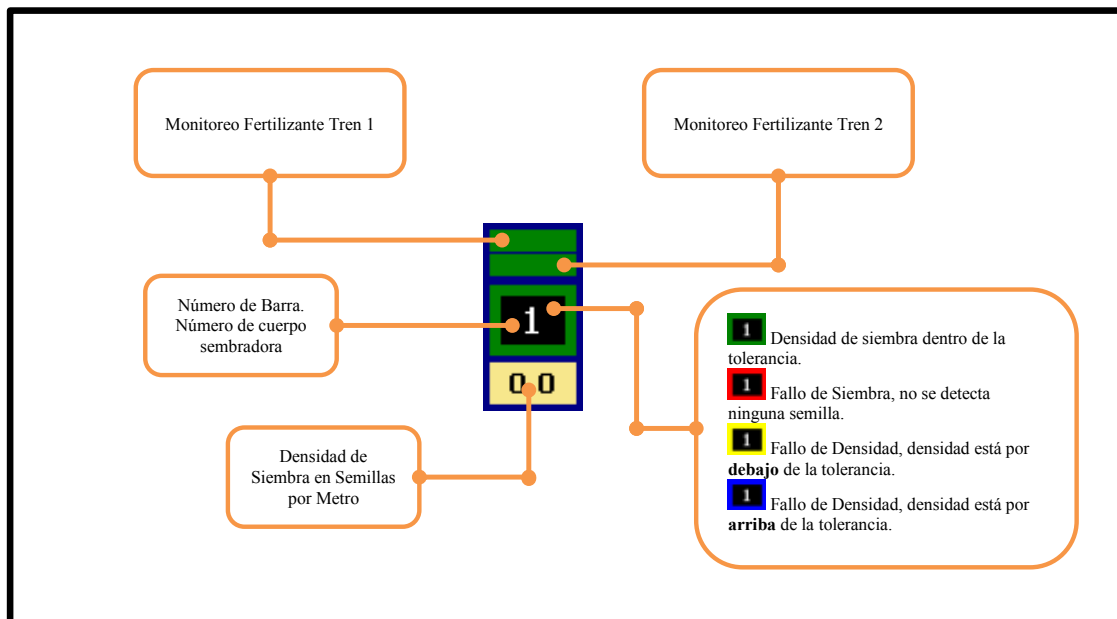 Monitoreo Fertilizante Tren 1
Monitoreo Fertilizante Tren 2
Número de Barra.
Número de cuerpo
sembradora
1
0.0
Densidad de
Siembra en Semillas
por Metro
1 Densidad de siembra dentro de la
tolerancia.
1 Fallo de Siembra, no se detecta
ninguna semilla.
1 Fallo de Densidad, densidad está por
debajo de la tolerancia.
1 Fallo de Densidad, densidad está por
arriba de la tolerancia.